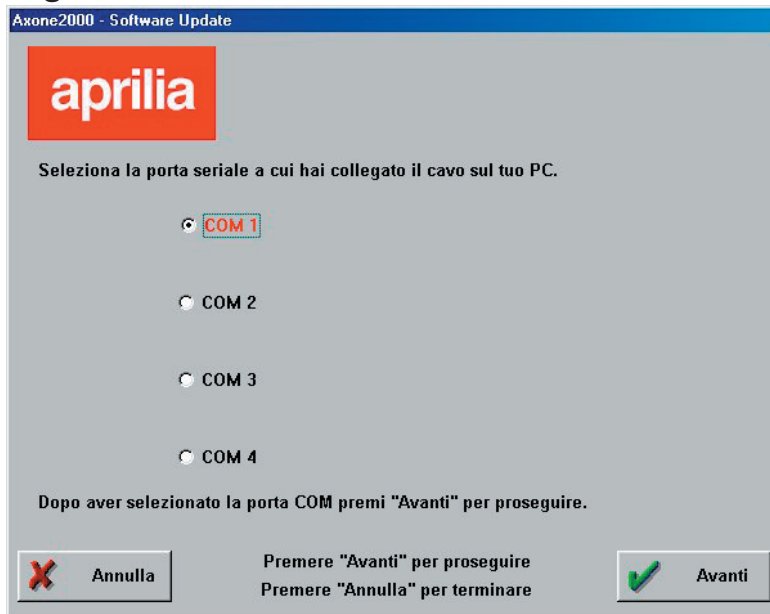 Axone2000 - Software Update
aprilia
Seleziona la porta seriale a cui hai collegato il cavo sul tuo PC.
COM 1
COM 2
COM 3
COM 4
Dopo aver selezionato la porta COM premi "Avanti" per proseguire.
Annulla
Premere "Avanti" per proseguire
Premere "Annulla" per terminare
Avanti